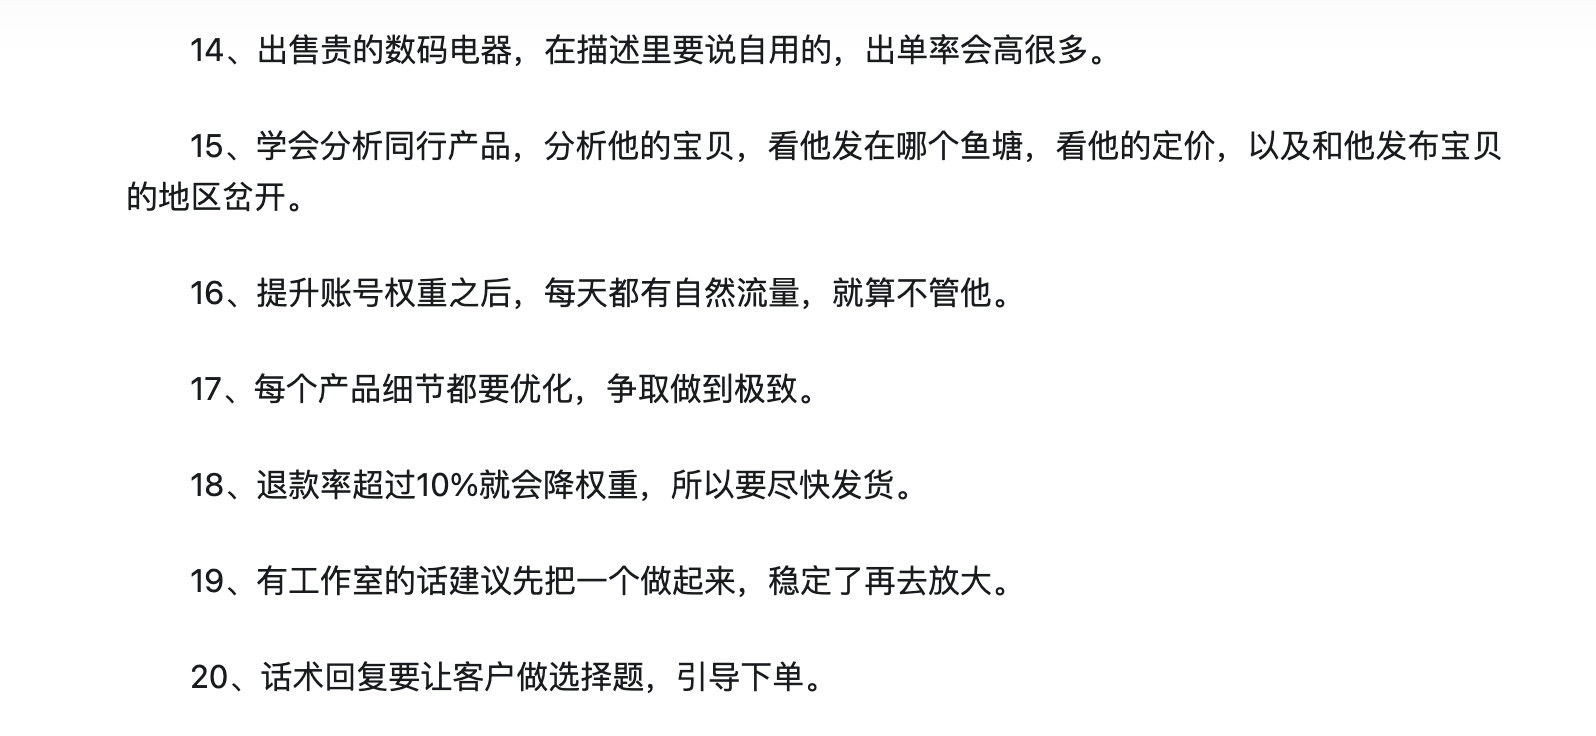 14、出售贵的数码电器，在描述里要说自用的，出单率会高很多。
15、学会分析同行产品，分析他的宝贝，看他发在哪个鱼塘，看他的定价，以及和他发布宝贝
的地区岔开。
16、提升账号权重之后，每天都有自然流量，就算不管他。
17、每个产品细节都要优化，争取做到极致。
18、退款率超过10%就会降权重，所以要尽快发货。
19、有工作室的话建议先把一个做起来，稳定了再去放大。
20、话术回复要让客户做选择题，引导下单。